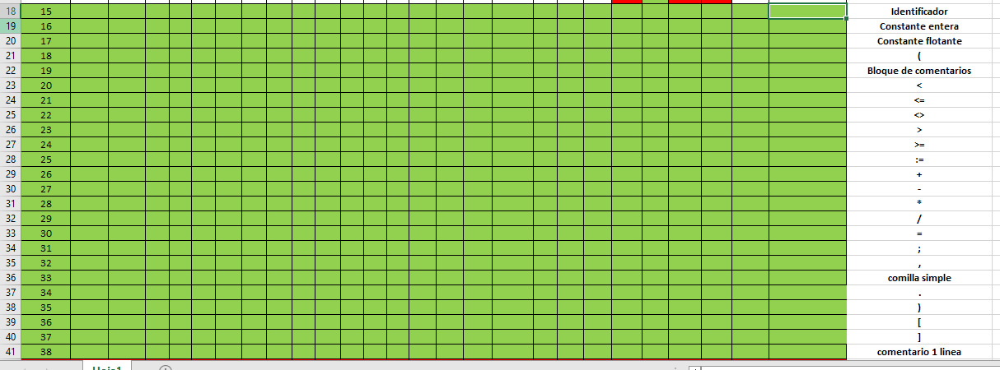 18 15 Identificador
19 16 Constante entera
20 17 Constante flotante
21 18 (
22 19 Bloque de comentarios
23 20 <
24 21 <=
25 22 <>
26 23 >
27 24 >=
28 25 :=
29 26 +
30 27 -
31 28 *
32 29 /
33 30 =
34 31 ;
35 32 ,
36 33 comilla simple
37 34 .
38 35 )
39 36 [
40 37 ]
41 38 comentario 1 linea
Hoja1